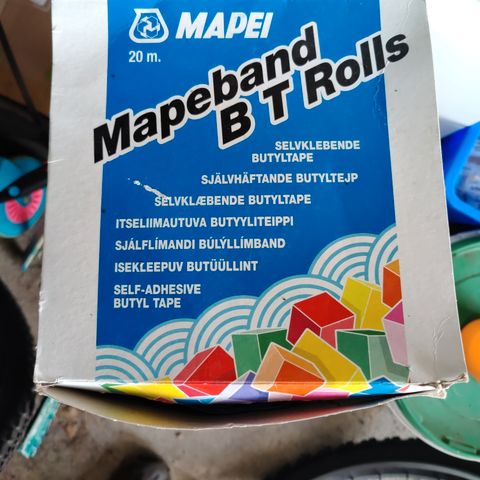 MAPEI
20 m.
Mapeband
B T Rolls
SELVKLEBENDE
BUTYLTAPE
SJÄLVHÄFTANDE BUTYLTEJP
SELVKLÆBENDE BUTYLTAPE
ITSELIIMAUTUVA BUTYYLITEIPPI
SJÁLFLÍMANDI BÚLÝLLÍMBAND
ISEKLEEPUV BUTÜÜLLINT
SELF-ADHESIVE
BUTYL TAPE